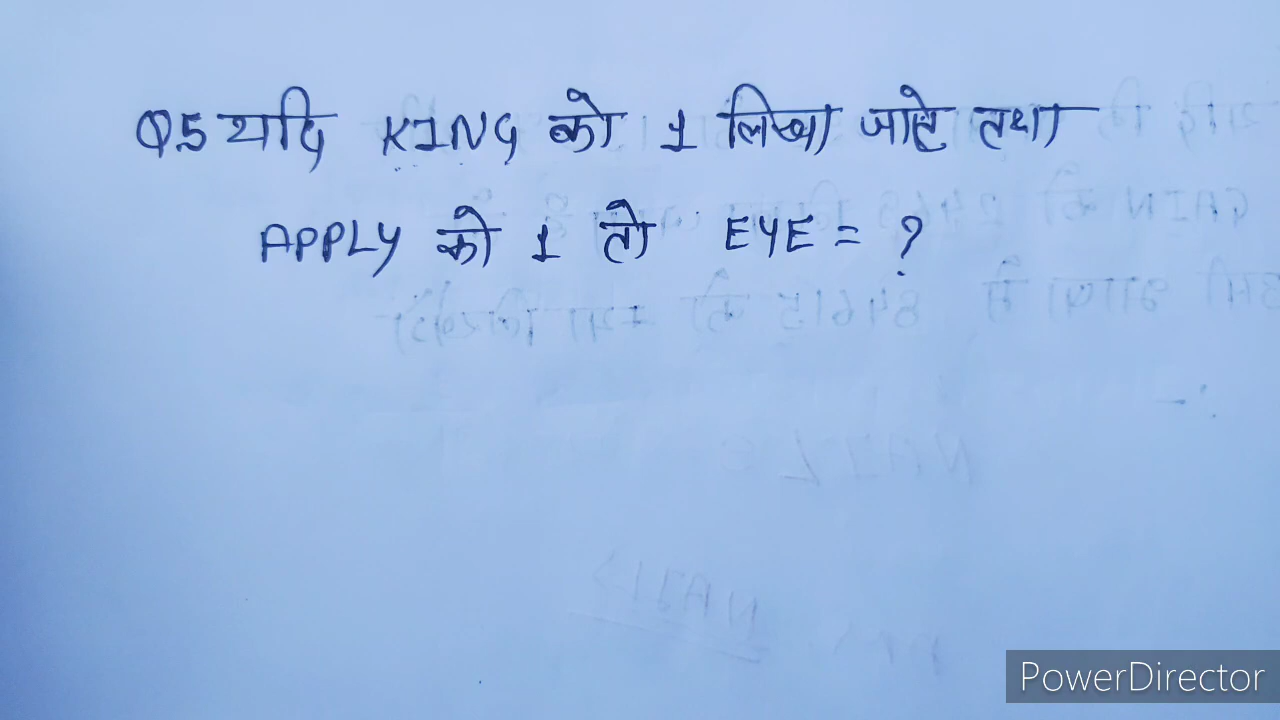 Q5 यदि KING को 1 लिखा जाए तथा
APPLY को 1 तो EYE = ?
PowerDirector